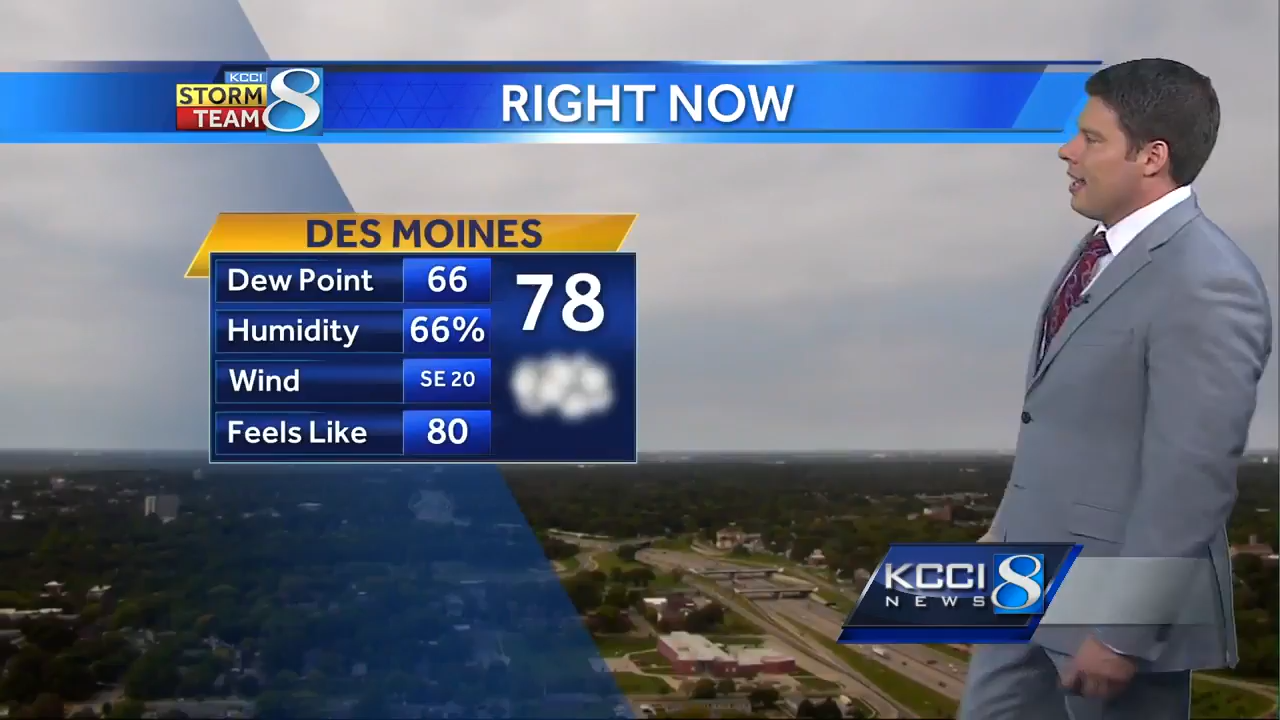 KCCI
STORM
TEAM
8
RIGHT NOW
DES MOINES
Dew Point 66
78
Humidity 66%
Wind SE 20
Feels Like 80
KCCI 8
NEWS